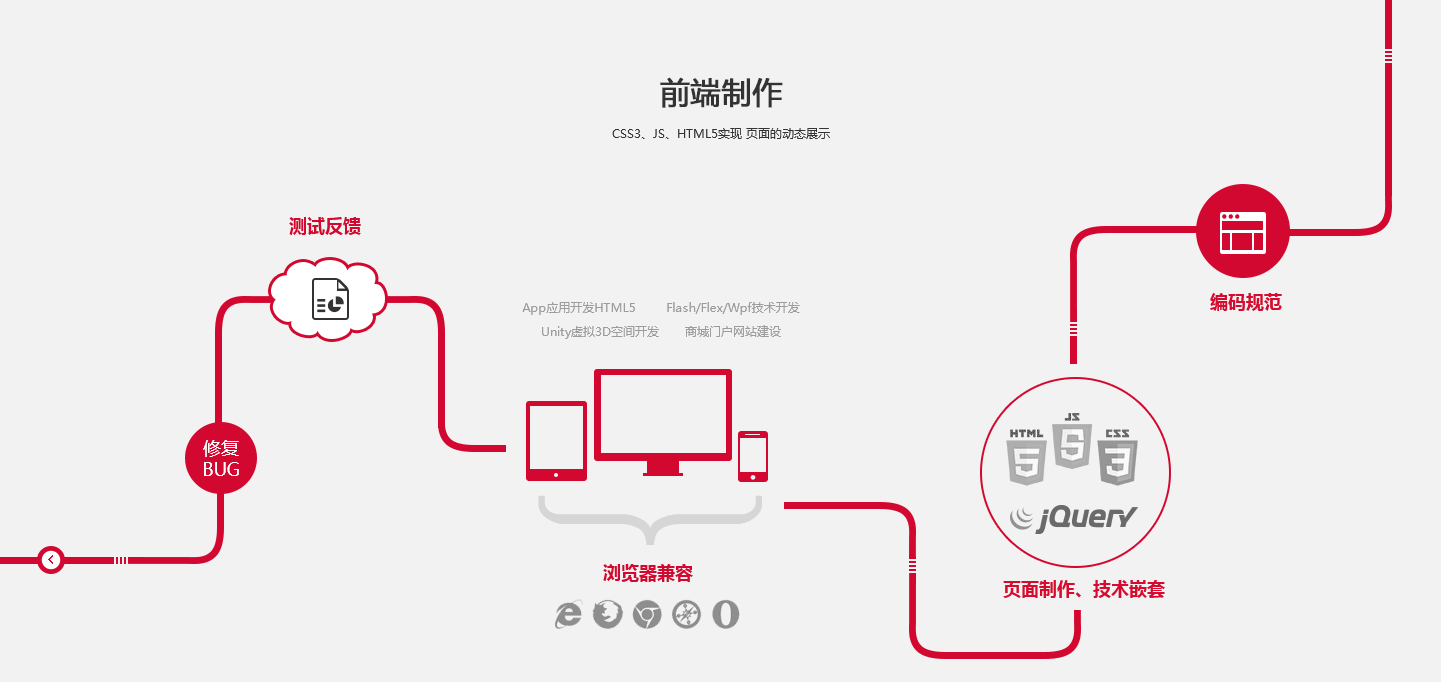 前端制作
CSS3、JS、HTML5实现 页面的动态展示
测试反馈
编码规范
App应用开发HTML5 Flash/Flex/Wpf技术开发
Unity虚拟3D空间开发 商城门户网站建设
修复
BUG
JS
HTML
CSS
5
5
3
jQuery
浏览器兼容
页面制作、技术嵌套